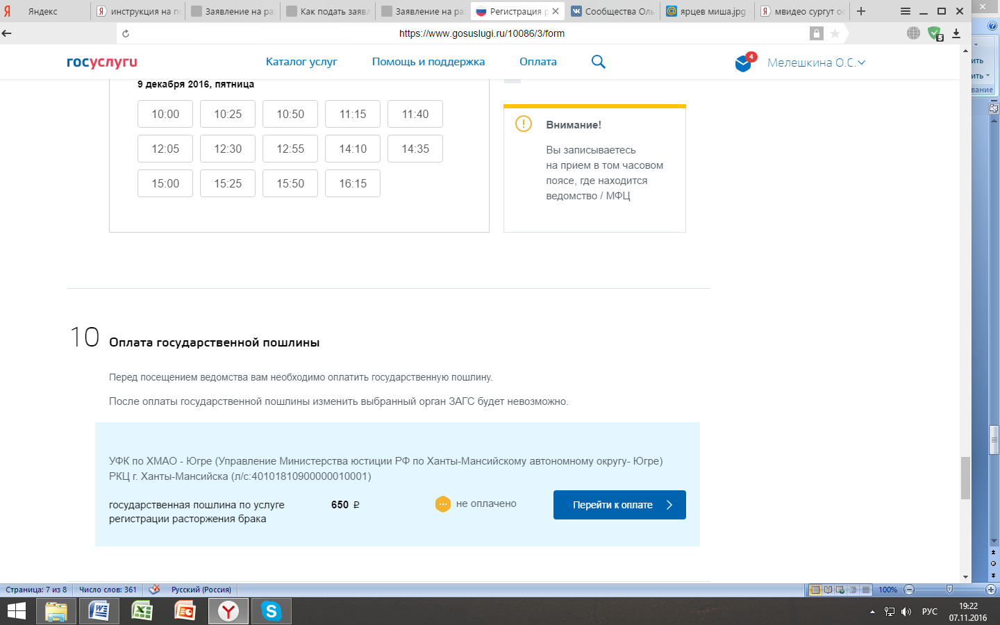 Яндекс
инструкция на по
Заявление на ра
Как подать заявл
Заявление на ра
Регистрация р
Сообщества Оль
ярцев миша.jpg
мвидео сургут о
https://www.gosuslugi.ru/10086/3/form
госуслуги
Каталог услуг
Помощь и поддержка
Оплата
4
Мелешкина О.С.
ить
ить
вание
9 декабря 2016, пятница
10:00 10:25 10:50 11:15 11:40
12:05 12:30 12:55 14:10 14:35
15:00 15:25 15:50 16:15
Внимание!
Вы записываетесь
на прием в том часовом
поясе, где находится
ведомство / МФЦ
10 Оплата государственной пошлины
Перед посещением ведомства вам необходимо оплатить государственную пошлину.
После оплаты государственной пошлины изменить выбранный орган ЗАГС будет невозможно.
УФК по ХМАО - Югре (Управление Министерства юстиции РФ по Ханты-Мансийскому автономному округу- Югре)
РКЦ г. Ханты-Мансийска (л/с:40101810900000010001)
государственная пошлина по услуге
регистрации расторжения брака
650 ₽
не оплачено
Перейти к оплате
Страница: 7 из 8 Число слов: 361 Русский (Россия) 100%
РУС
19:22
07.11.2016